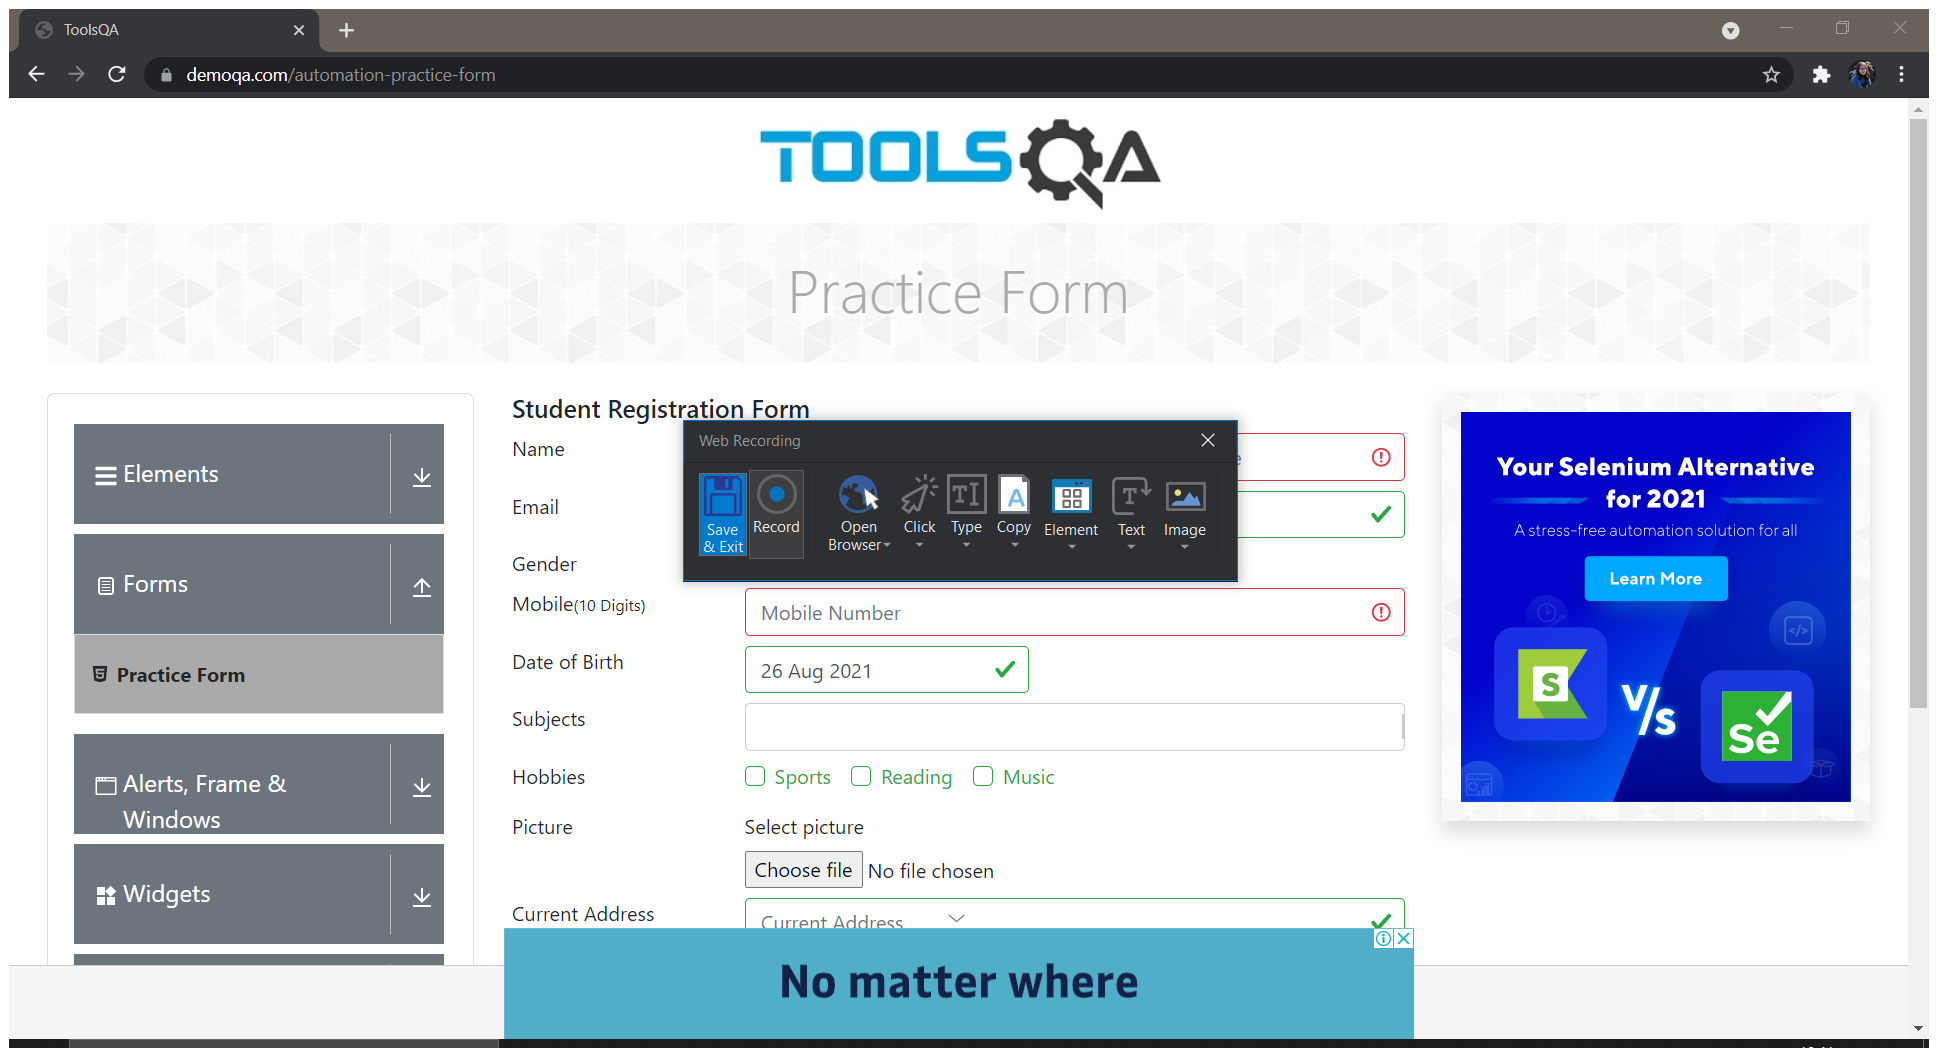 ToolsQA
demoqa.com/automation-practice-form
TOOLSQA
Practice Form
Elements
Forms
Practice Form
Alerts, Frame &
Windows
Widgets
Student Registration Form
Name
Email
Gender
Mobile(10 Digits)
Mobile Number
Date of Birth
26 Aug 2021
Subjects
Hobbies
Sports
Reading
Music
Picture
Select picture
Choose file
No file chosen
Current Address
Current Address
Web Recording
Save
& Exit
Record
Open
Browser
Click
Type
Copy
Element
Text
Image
Your Selenium Alternative
for 2021
A stress-free automation solution for all
Learn More
S
V/s
Se
No matter where